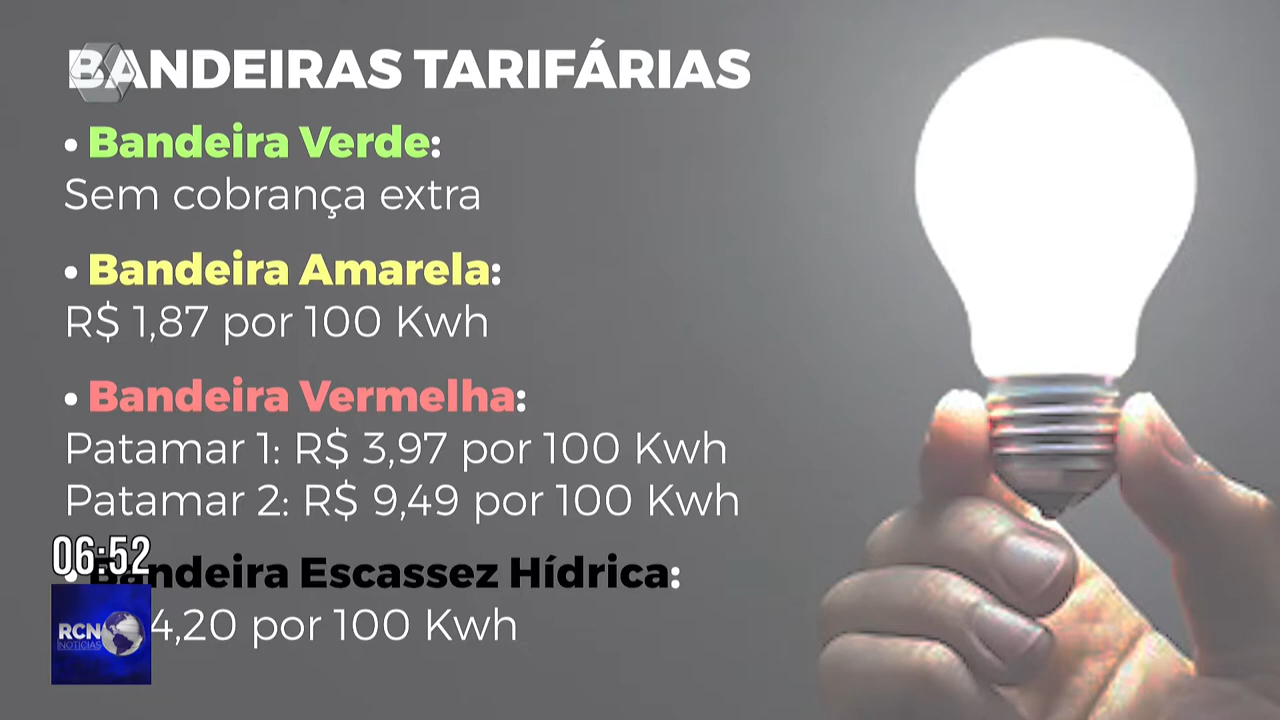 BANDEIRAS TARIFÁRIAS
• Bandeira Verde:
Sem cobrança extra
• Bandeira Amarela:
R$ 1,87 por 100 Kwh
• Bandeira Vermelha:
Patamar 1: R$ 3,97 por 100 Kwh
Patamar 2: R$ 9,49 por 100 Kwh
06:52
• Bandeira Escassez Hídrica:
4,20 por 100 Kwh
RCN
NOTÍCIAS